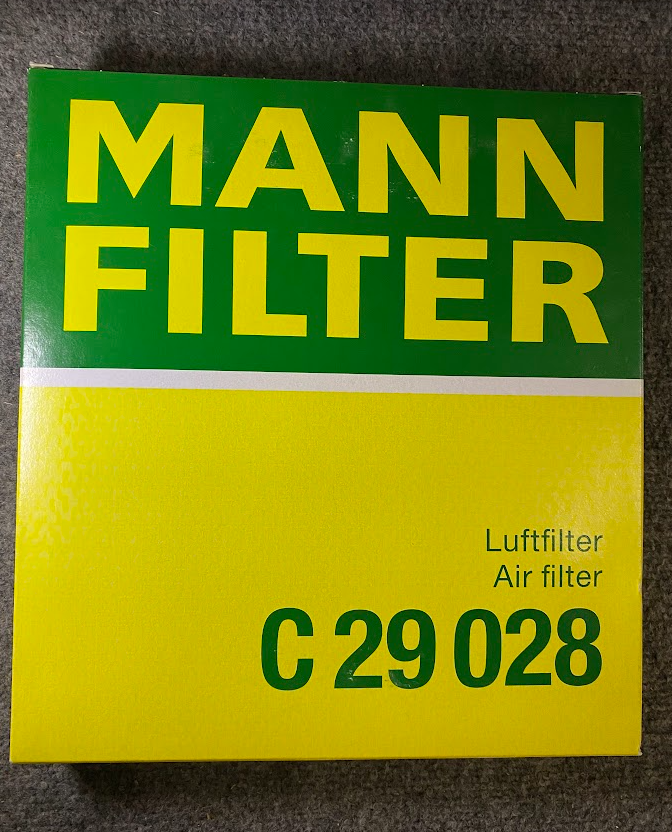 MANN
FILTER
Luftfilter
Air filter
C 29 028